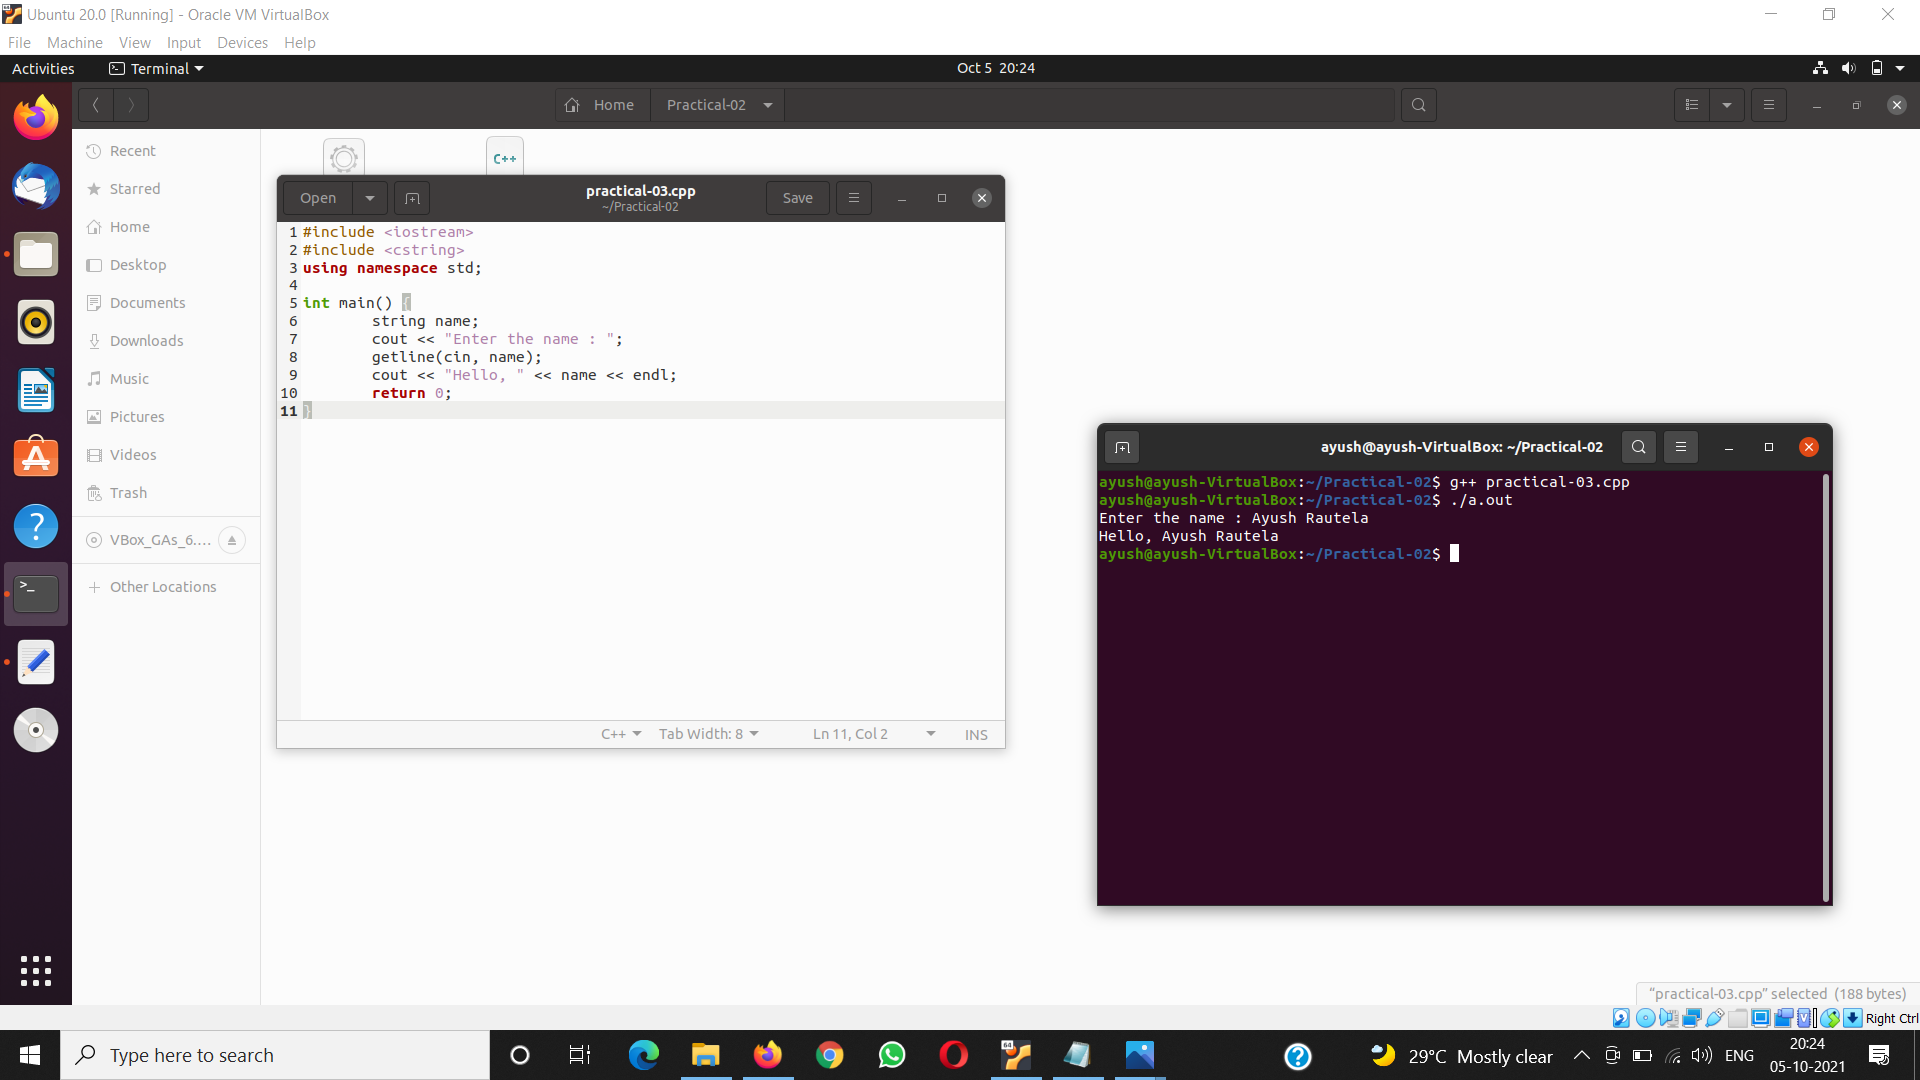 Ubuntu 20.0 [Running] - Oracle VM VirtualBox
File Machine View Input Devices Help
Activities Terminal Oct 5 20:24
Home Practical-02
Recent
Starred
Home
Desktop
Documents
Downloads
Music
Pictures
Videos
Trash
VBox_GAs_6....
Other Locations
C++
Open practical-03.cpp Save
~/Practical-02
1 #include <iostream>
2 #include <cstring>
3 using namespace std;
4
5 int main() {
6 string name;
7 cout << "Enter the name : ";
8 getline(cin, name);
9 cout << "Hello, " << name << endl;
10 return 0;
11 }
C++ Tab Width: 8 Ln 11, Col 2 INS
ayush@ayush-VirtualBox: ~/Practical-02
ayush@ayush-VirtualBox:~/Practical-02$ g++ practical-03.cpp
ayush@ayush-VirtualBox:~/Practical-02$ ./a.out
Enter the name : Ayush Rautela
Hello, Ayush Rautela
ayush@ayush-VirtualBox:~/Practical-02$
"practical-03.cpp" selected (188 bytes)
Right Ctrl
Type here to search
64
29°C Mostly clear
ENG
20:24
05-10-2021